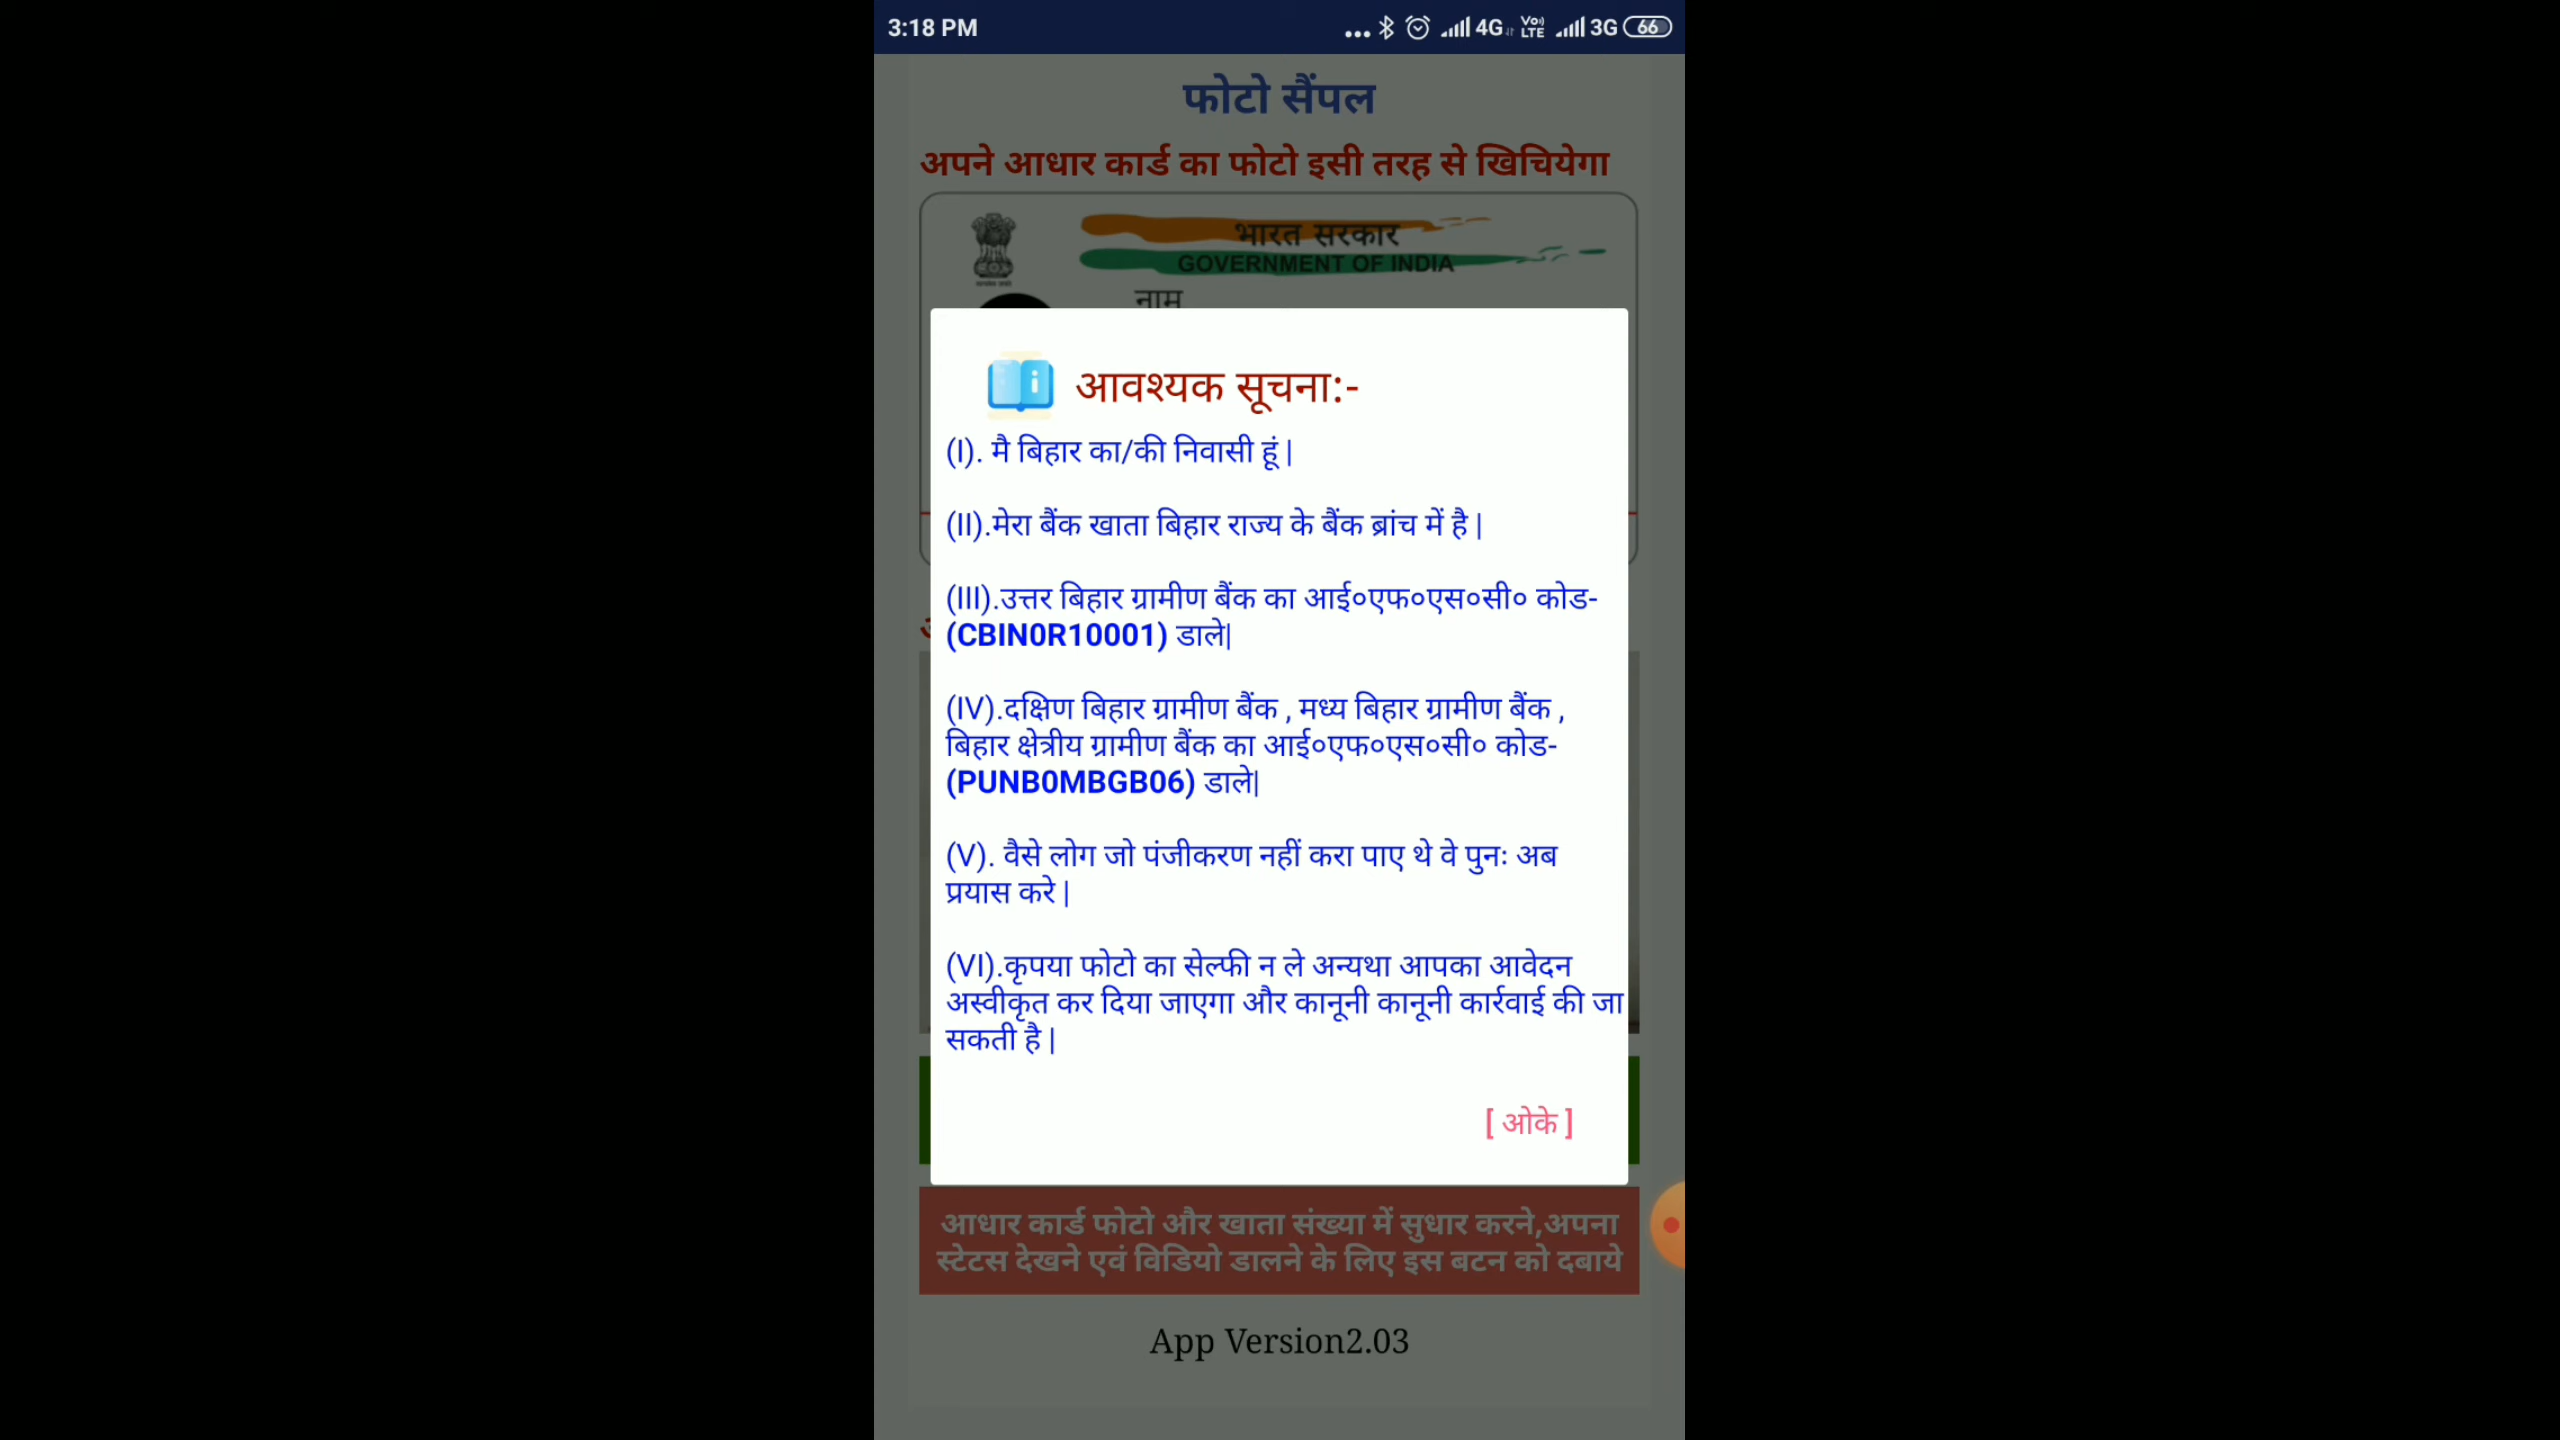 3:18 PM
... 4G VoLTE 3G 66
फोटो सैंपल
अपने आधार कार्ड का फोटो इसी तरह से खिचियेगा
भारत सरकार
GOVERNMENT OF INDIA
नाम
आवश्यक सूचना:-
(I). मै बिहार का/की निवासी हूं |
(II).मेरा बैंक खाता बिहार राज्य के बैंक ब्रांच में है |
(III).उत्तर बिहार ग्रामीण बैंक का आई०एफ०एस०सी० कोड-
(CBIN0R10001) डाले|
(IV).दक्षिण बिहार ग्रामीण बैंक , मध्य बिहार ग्रामीण बैंक ,
बिहार क्षेत्रीय ग्रामीण बैंक का आई०एफ०एस०सी० कोड-
(PUNB0MBGB06) डाले|
(V). वैसे लोग जो पंजीकरण नहीं करा पाए थे वे पुनः अब
प्रयास करे |
(VI).कृपया फोटो का सेल्फी न ले अन्यथा आपका आवेदन
अस्वीकृत कर दिया जाएगा और कानूनी कानूनी कार्रवाई की जा
सकती है |
[ ओके ]
आधार कार्ड फोटो और खाता संख्या में सुधार करने,अपना
स्टेटस देखने एवं विडियो डालने के लिए इस बटन को दबाये
App Version2.03